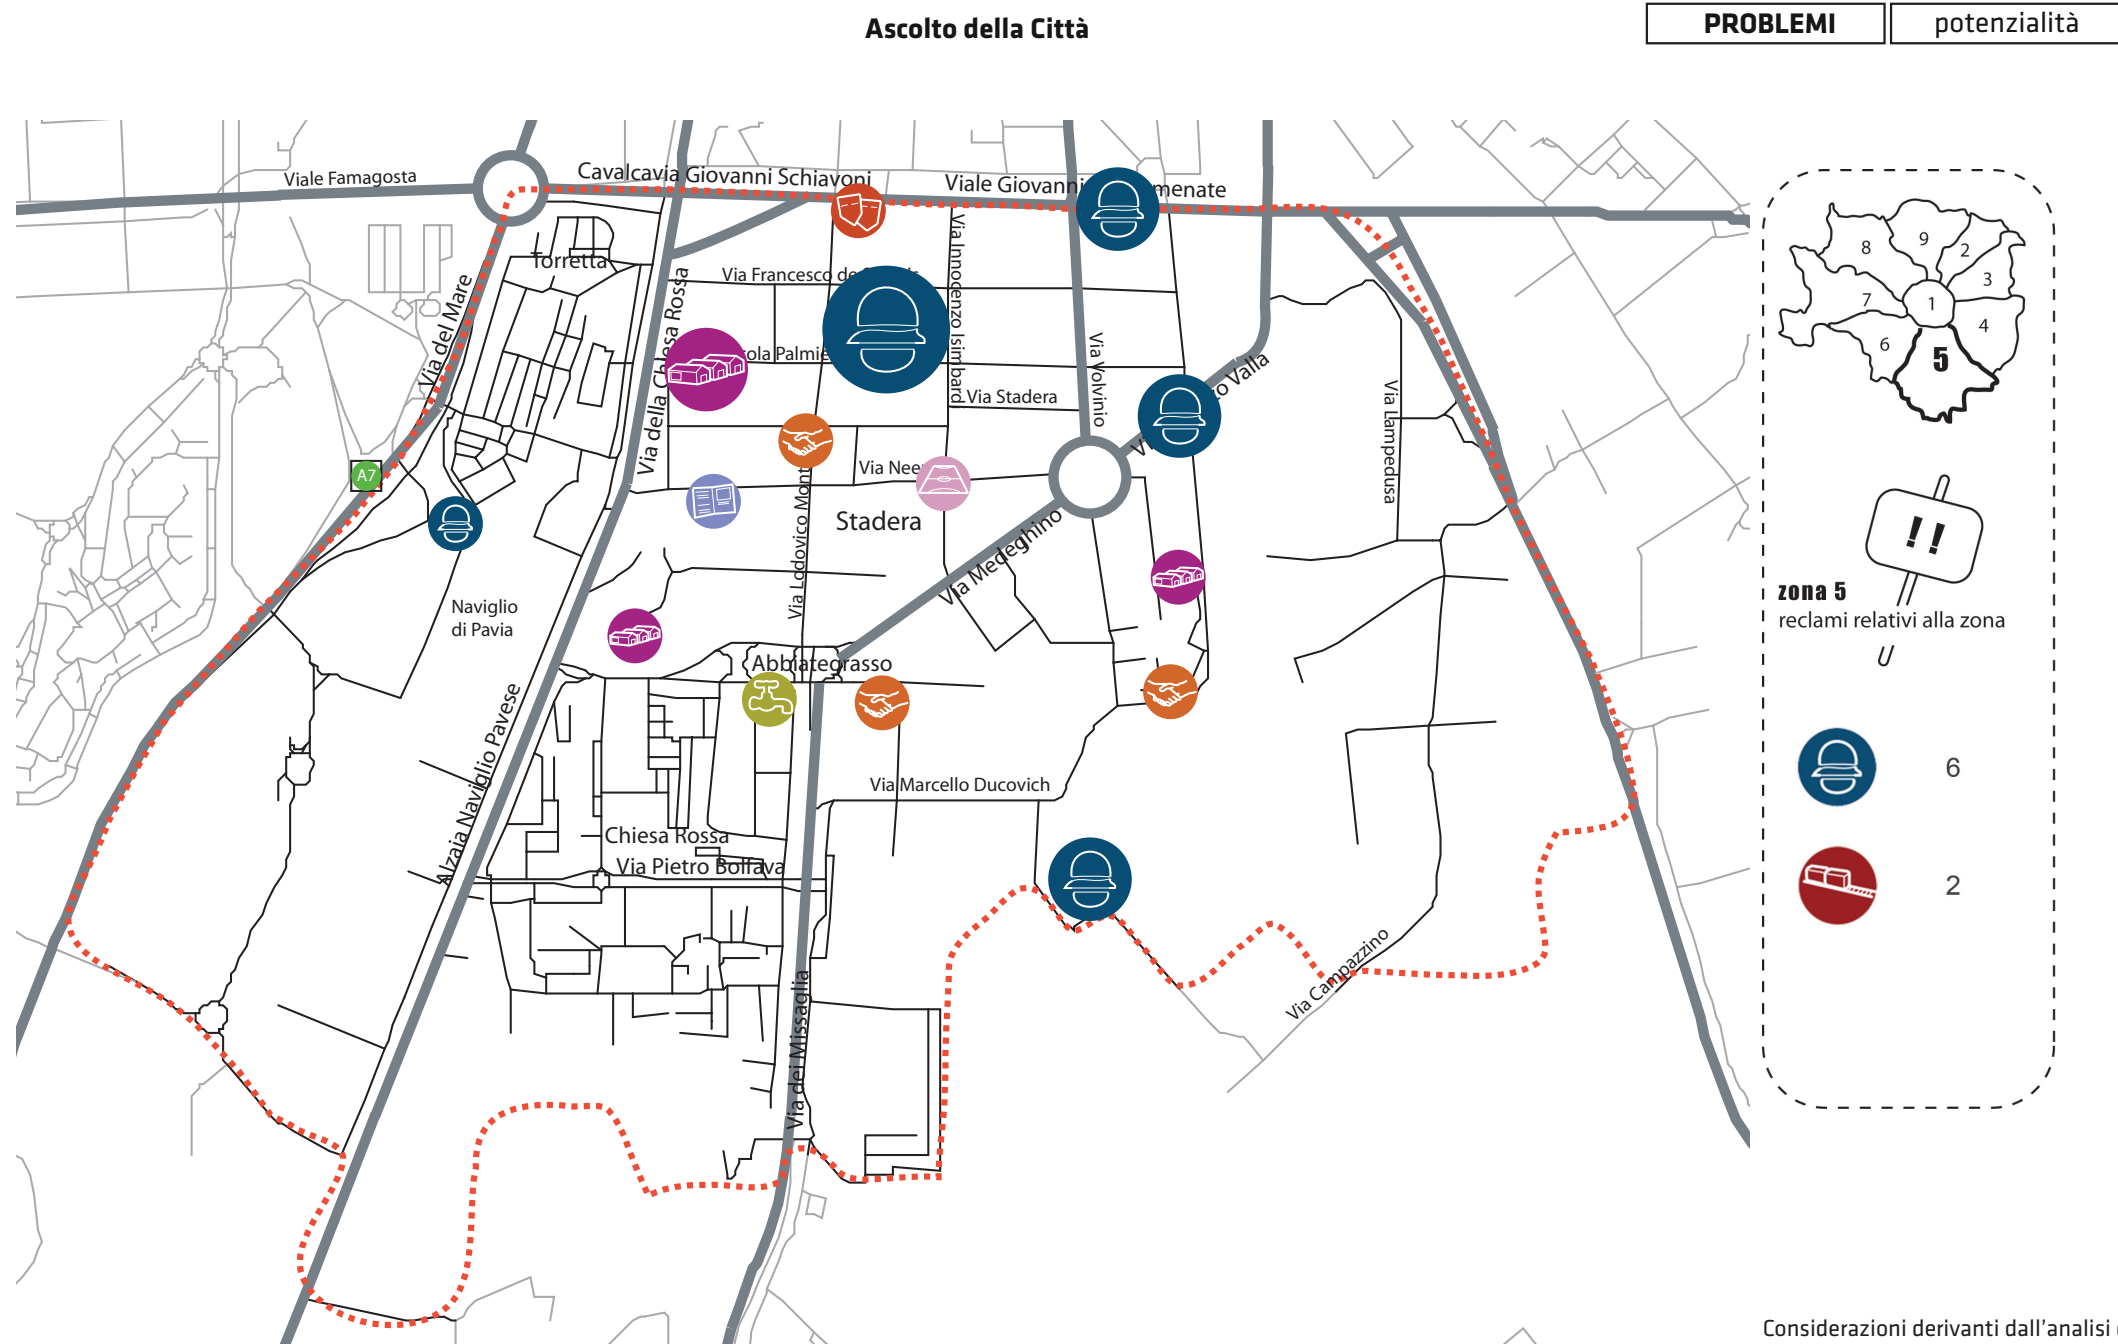 Ascolto della Città
PROBLEMI
potenzialità
Viale Famagosta
Cavalcavia Giovanni Schiavoni
Viale Giovanni
menate
Torretta
Via Francesco de
Via Innocenzo Isimbardi
Via del Mare
Via della Chiesa Rossa
Via Volvinio
Via Stadera
Valla
Via Lampedusa
A7
Via
Stadera
Via Lodovico
Via Medeghino
Naviglio
di Pavia
Abbiategrasso
Alzaia Naviglio Pavese
Via Marcello Ducovich
Chiesa Rossa
Via Pietro Boifava
Via dei Missaglia
Via Campazzino
8
9
2
3
7
1
4
6
5
!!
zona 5
reclami relativi alla zona
6
2
Considerazioni derivanti dall'analisi